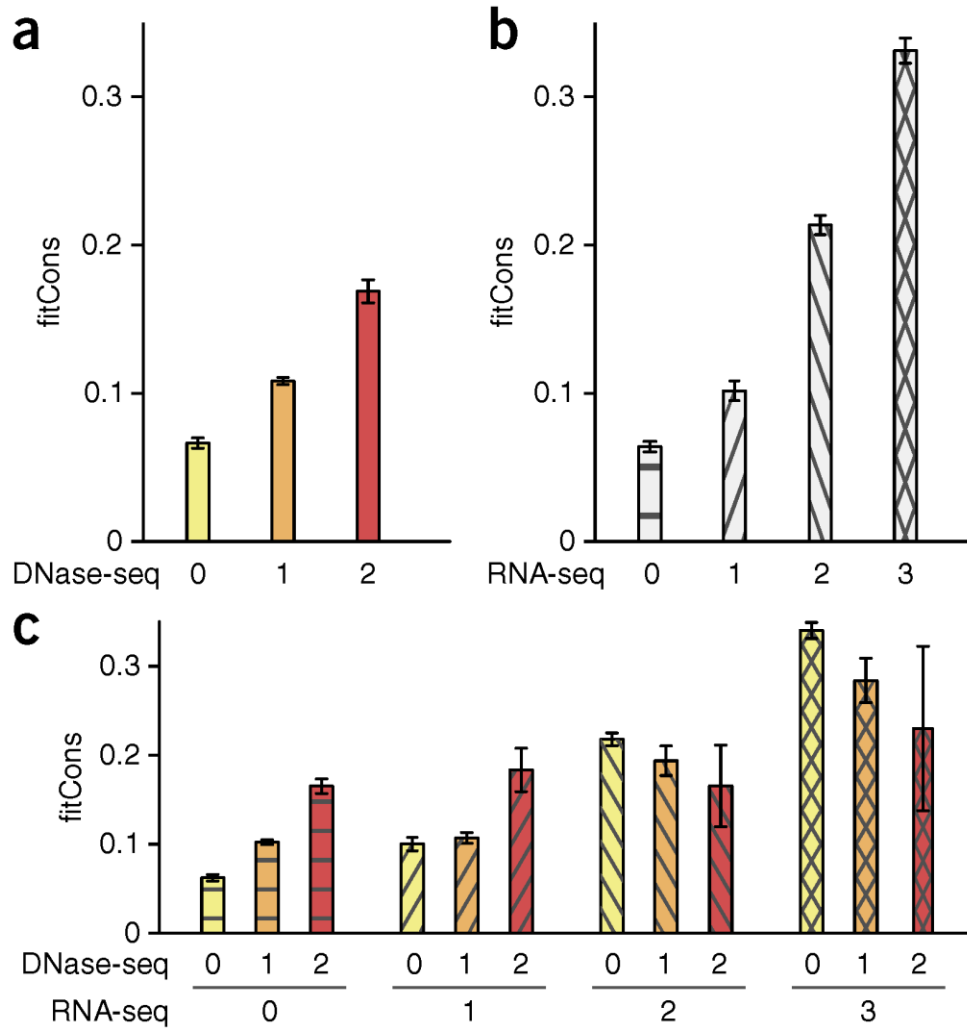 a
0.3
0.2
0.1
0
fitCons
DNase-seq 0 1 2
b
0.3
0.2
0.1
0
fitCons
RNA-seq 0 1 2 3
c
0.3
0.2
0.1
0
fitCons
DNase-seq 0 1 2 0 1 2 0 1 2 0 1 2
RNA-seq 0 1 2 3